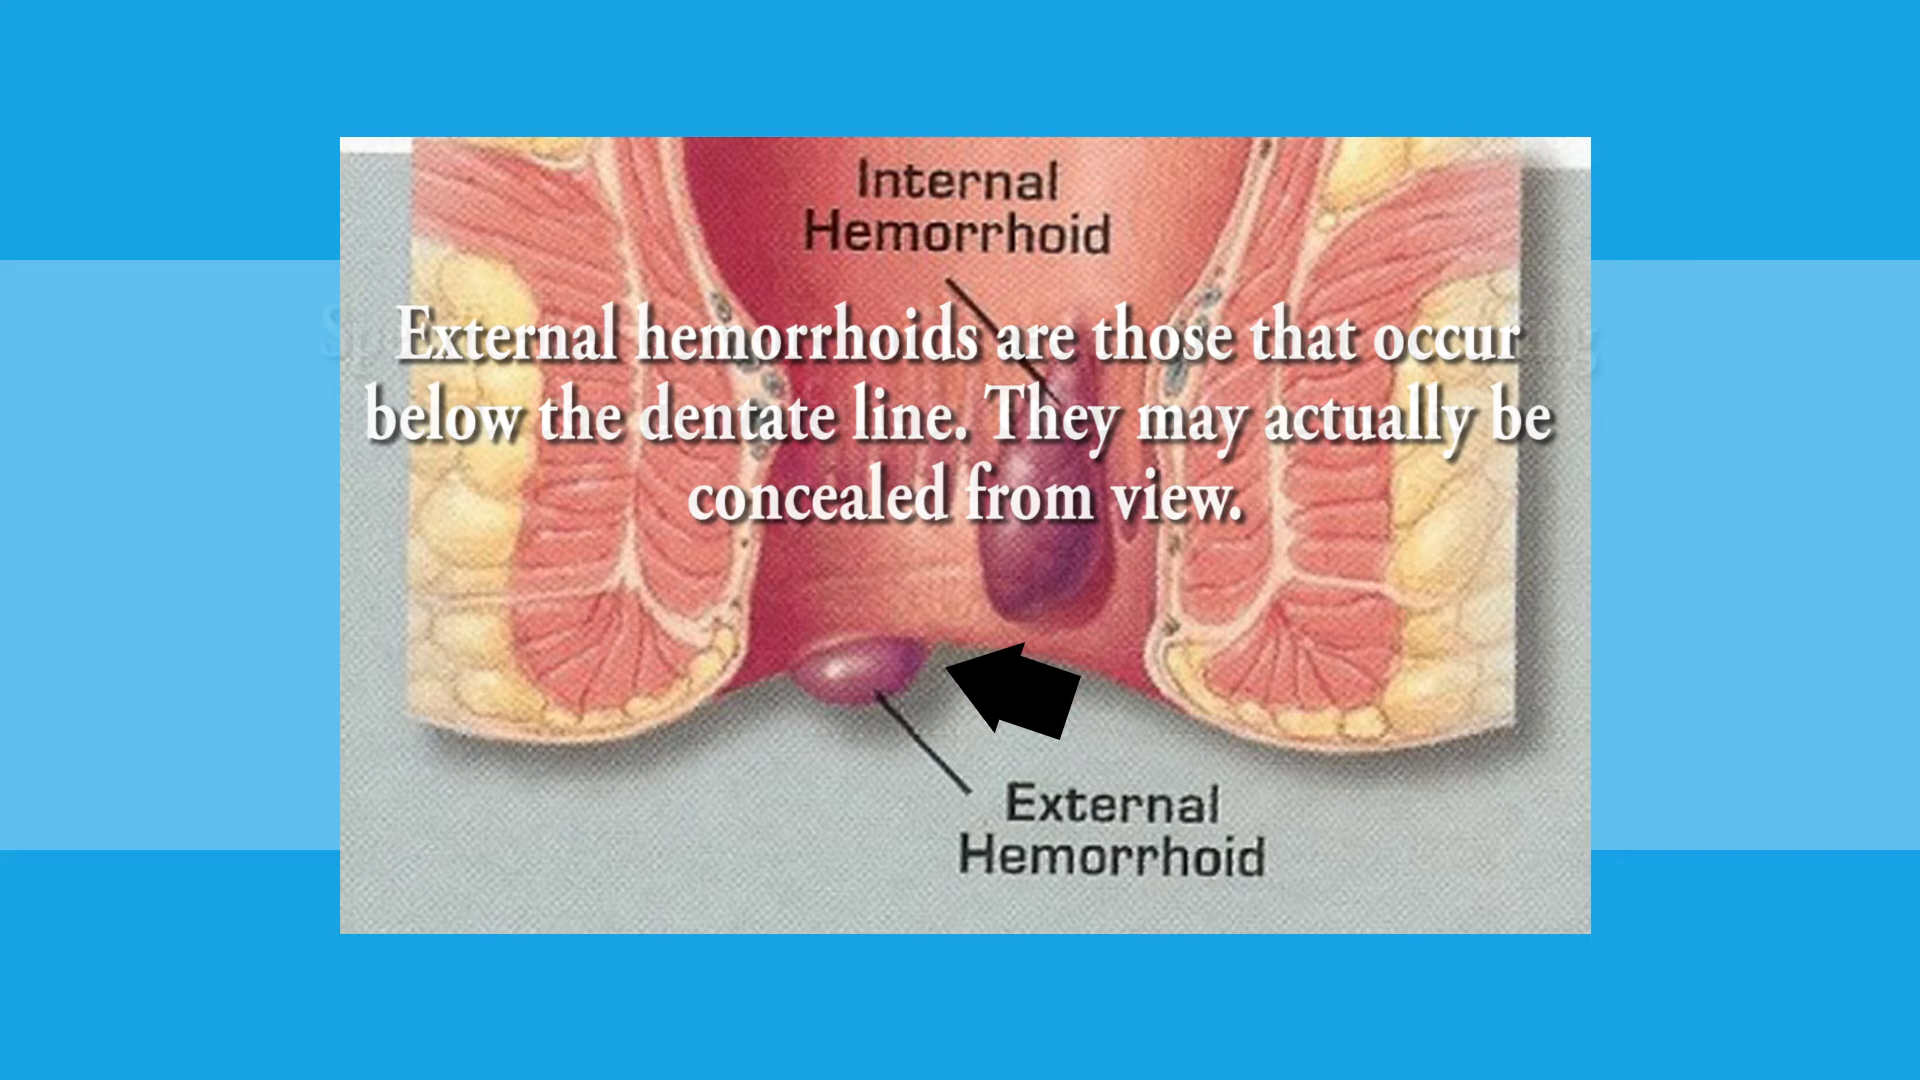 Internal
Hemorrhoid
External hemorrhoids are those that occur
below the dentate line. They may actually be
concealed from view.
External
Hemorrhoid